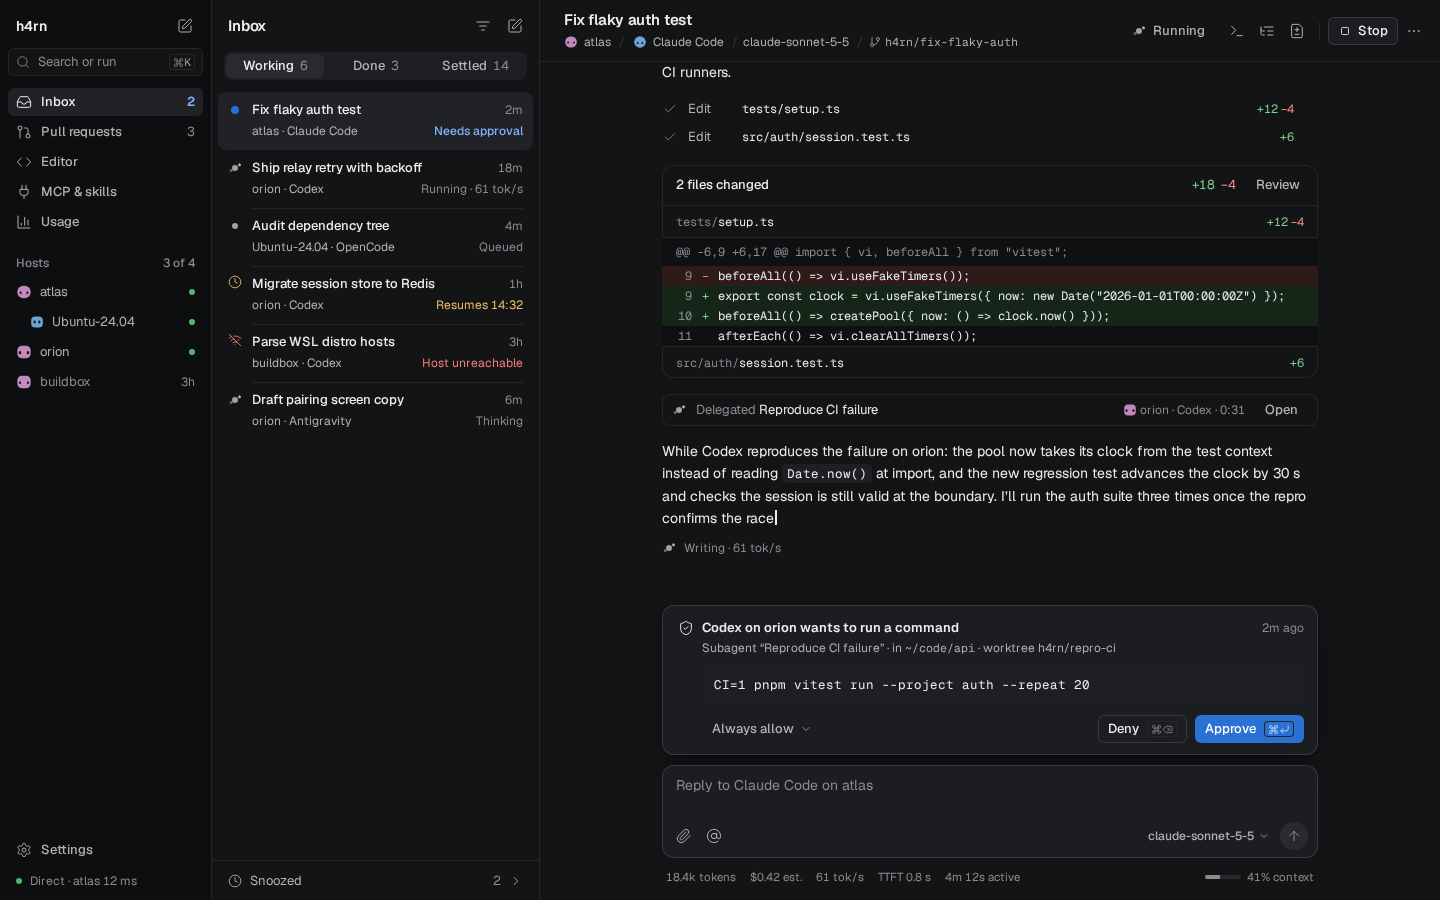 h4rn
Search or run ⌘K
Inbox 2
Pull requests 3
Editor
MCP & skills
Usage
Hosts 3 of 4
atlas
Ubuntu-24.04
orion
buildbox 3h
Settings
Direct · atlas 12 ms
Inbox
Working 6 Done 3 Settled 14
Fix flaky auth test 2m
atlas · Claude Code Needs approval
Ship relay retry with backoff 18m
orion · Codex Running · 61 tok/s
Audit dependency tree 4m
Ubuntu-24.04 · OpenCode Queued
Migrate session store to Redis 1h
orion · Codex Resumes 14:32
Parse WSL distro hosts 3h
buildbox · Codex Host unreachable
Draft pairing screen copy 6m
orion · Antigravity Thinking
Snoozed 2
Fix flaky auth test
atlas / Claude Code / claude-sonnet-5-5 / h4rn/fix-flaky-auth
Running Stop
CI runners.
Edit tests/setup.ts +12 −4
Edit src/auth/session.test.ts +6
2 files changed +18 −4 Review
tests/setup.ts +12 −4
@@ -6,9 +6,17 @@ import { vi, beforeAll } from "vitest";
9 − beforeAll(() => vi.useFakeTimers());
9 + export const clock = vi.useFakeTimers({ now: new Date("2026-01-01T00:00:00Z") });
10 + beforeAll(() => createPool({ now: () => clock.now() }));
11 afterEach(() => vi.clearAllTimers());
src/auth/session.test.ts +6
Delegated Reproduce CI failure orion · Codex · 0:31 Open
While Codex reproduces the failure on orion: the pool now takes its clock from the test context
instead of reading Date.now() at import, and the new regression test advances the clock by 30 s
and checks the session is still valid at the boundary. I’ll run the auth suite three times once the repro
confirms the race
Writing · 61 tok/s
Codex on orion wants to run a command 2m ago
Subagent “Reproduce CI failure” · in ~/code/api · worktree h4rn/repro-ci
CI=1 pnpm vitest run --project auth --repeat 20
Always allow Deny ⌘⌫ Approve ⌘↵
Reply to Claude Code on atlas
claude-sonnet-5-5
18.4k tokens $0.42 est. 61 tok/s TTFT 0.8 s 4m 12s active 41% context